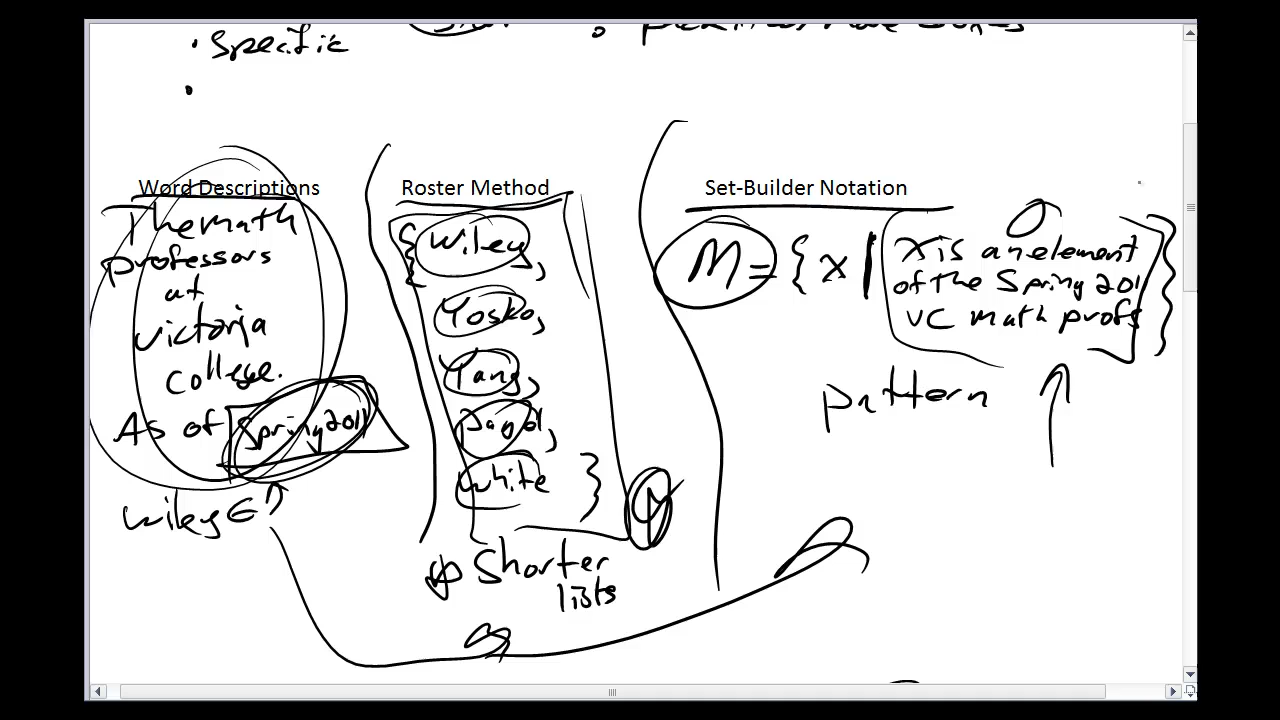 • Specific
•
Word Descriptions
The math
professors
at
Victoria
College.
As of Spring 2011
Wiley ∈
Roster Method
{ Wiley,
Yosko,
Yang,
White }
Shorter
lists
Set-Builder Notation
M = { x | x is an element
of the Spring 2011
VC math profs }
pattern